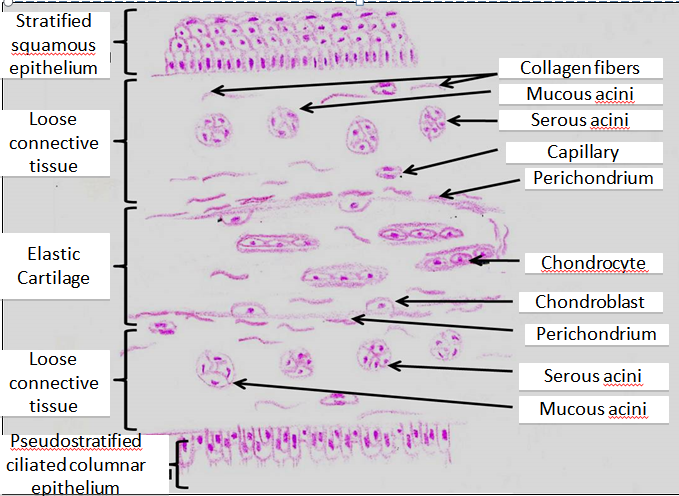 Stratified
squamous
epithelium
Loose
connective
tissue
Elastic
Cartilage
Loose
connective
tissue
Pseudostratified
ciliated columnar
epithelium
Collagen fibers
Mucous acini
Serous acini
Capillary
Perichondrium
Chondrocyte
Chondroblast
Perichondrium
Serous acini
Mucous acini